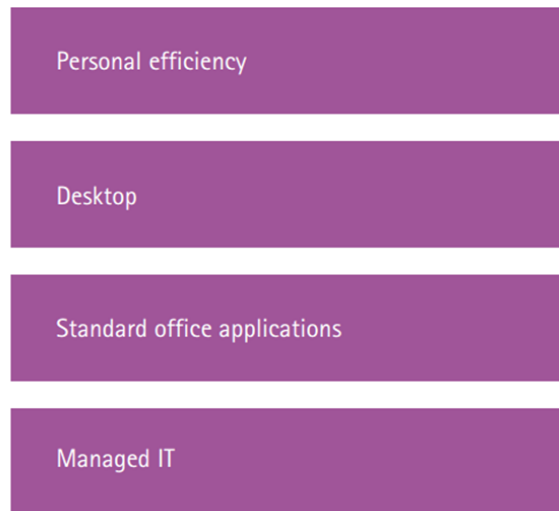 Personal efficiency
Desktop
Standard office applications
Managed IT